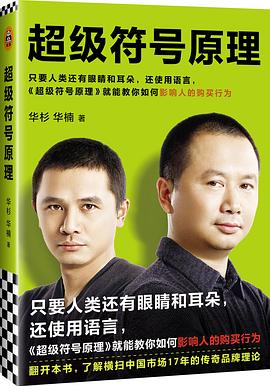 超级符号原理
只要人类还有眼睛和耳朵，还使用语言，
《超级符号原理》就能教你如何影响人的购买行为
华杉 华楠 著
只要人类还有眼睛和耳朵，
还使用语言，
《超级符号原理》就能教你如何影响人的购买行为
翻开本书，了解横扫中国市场17年的传奇品牌理论
超级符号原理
华杉 华楠 著